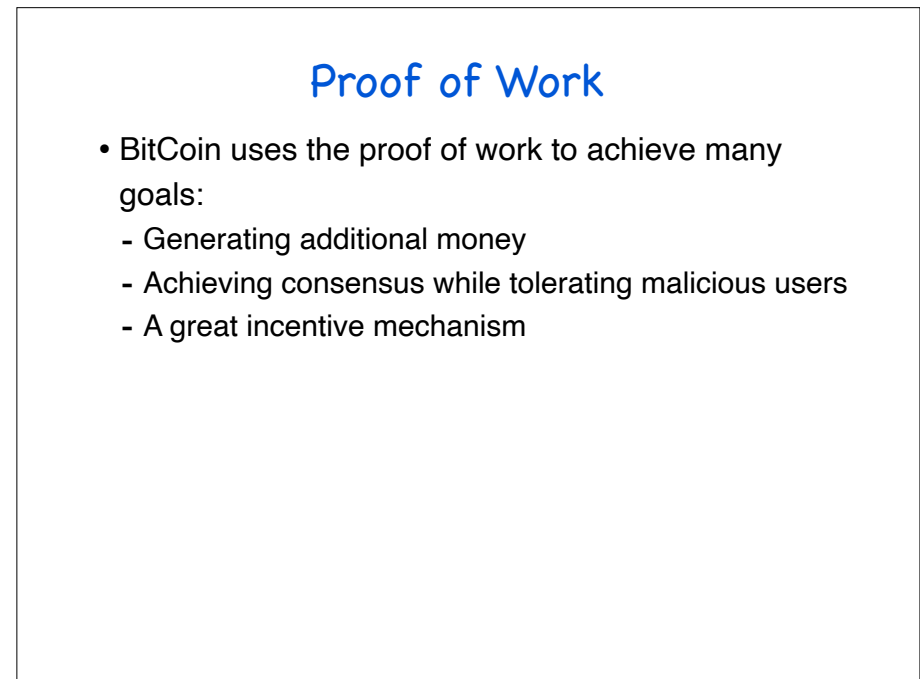 Proof of Work
• BitCoin uses the proof of work to achieve many
goals:
- Generating additional money
- Achieving consensus while tolerating malicious users
- A great incentive mechanism